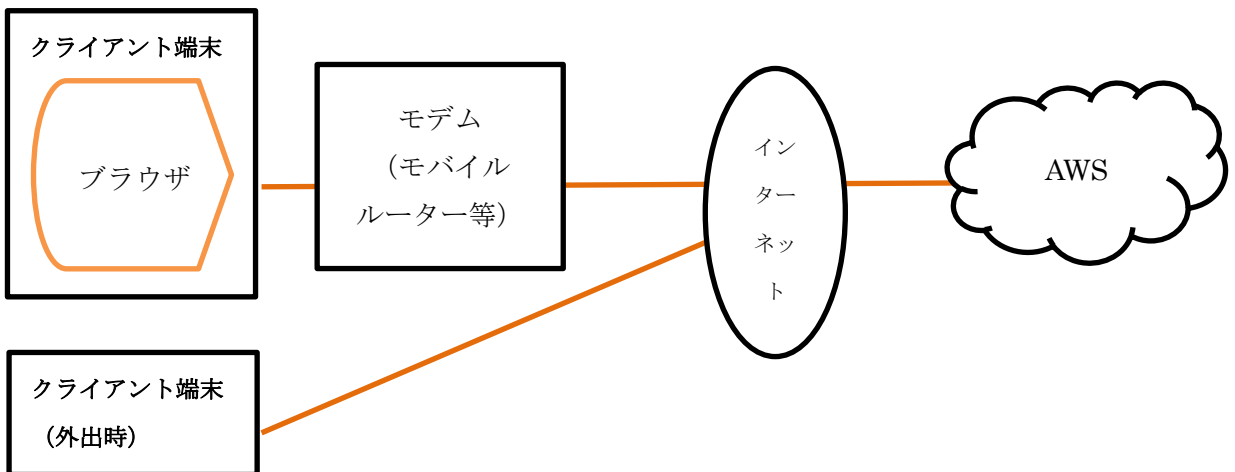 クライアント端末
ブラウザ
モデム
（モバイル
ルーター等）
イン
ター
ネッ
ト
AWS
クライアント端末
（外出時）